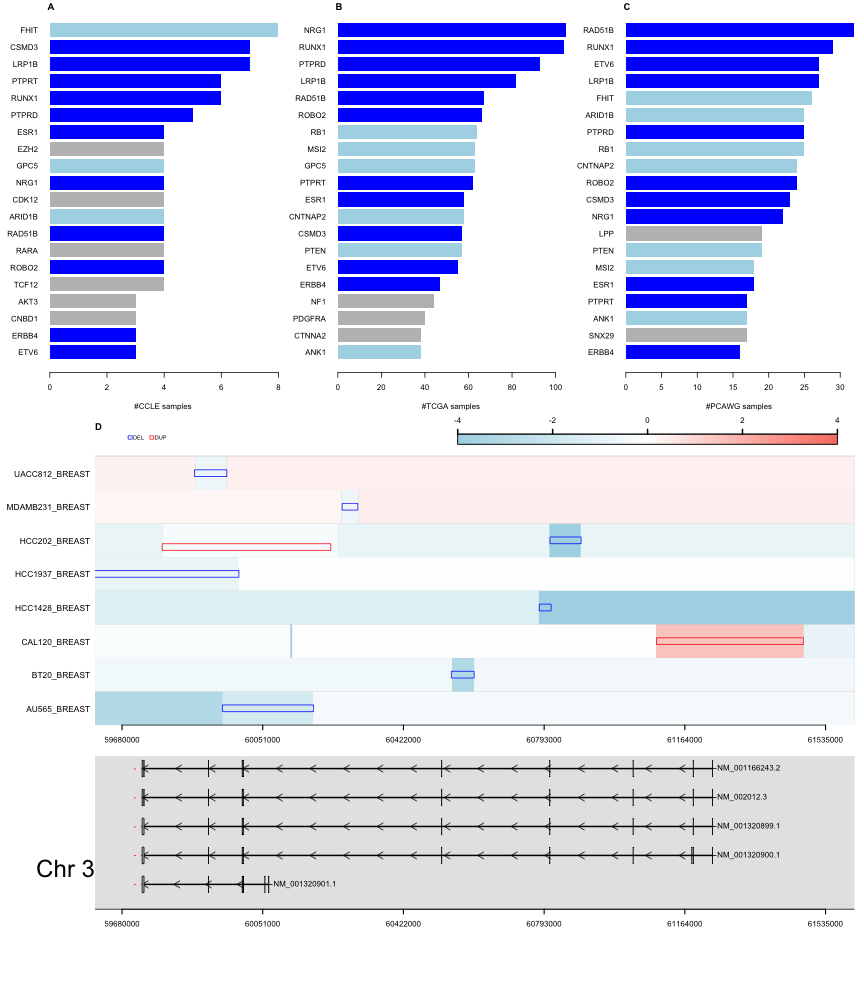 A
FHIT
CSMD3
LRP1B
PTPRT
RUNX1
PTPRD
ESR1
EZH2
GPC5
NRG1
CDK12
ARID1B
RAD51B
RARA
ROBO2
TCF12
AKT3
CNBD1
ERBB4
ETV6
0 2 4 6 8
#CCLE samples
B
NRG1
RUNX1
PTPRD
LRP1B
RAD51B
ROBO2
RB1
MSI2
GPC5
PTPRT
ESR1
CNTNAP2
CSMD3
PTEN
ETV6
ERBB4
NF1
PDGFRA
CTNNA2
ANK1
0 20 40 60 80 100
#TCGA samples
C
RAD51B
RUNX1
ETV6
LRP1B
FHIT
ARID1B
PTPRD
RB1
CNTNAP2
ROBO2
CSMD3
NRG1
LPP
PTEN
MSI2
ESR1
PTPRT
ANK1
SNX29
ERBB4
0 5 10 15 20 25 30
#PCAWG samples
D
DEL DUP
-4 -2 0 2 4
UACC812_BREAST
MDAMB231_BREAST
HCC202_BREAST
HCC1937_BREAST
HCC1428_BREAST
CAL120_BREAST
BT20_BREAST
AU565_BREAST
59680000 60051000 60422000 60793000 61164000 61535000
- NM_001166243.2
- NM_002012.3
- NM_001320899.1
- NM_001320900.1
Chr 3
- NM_001320901.1
59680000 60051000 60422000 60793000 61164000 61535000